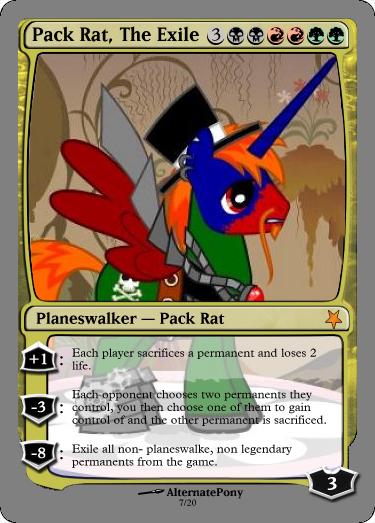 Pack Rat, The Exile 3
Planeswalker — Pack Rat
+1: Each player sacrifices a permanent and loses 2
life.
-3: Each opponent chooses two permanents they
control, you then choose one of them to gain
control of and the other permanent is sacrificed.
-8: Exile all non- planeswalke, non legendary
permanents from the game.
3
AlternatePony
7/20